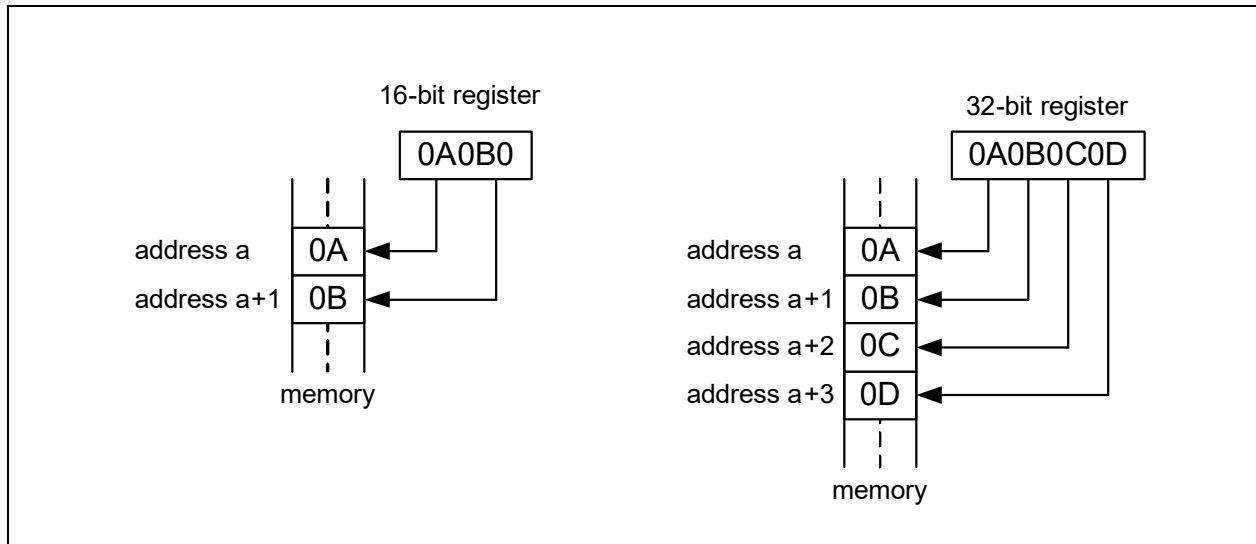 16-bit register
0A0B0
address a
0A
address a+1
0B
memory
32-bit register
0A0B0C0D
address a
0A
address a+1
0B
address a+2
0C
address a+3
0D
memory